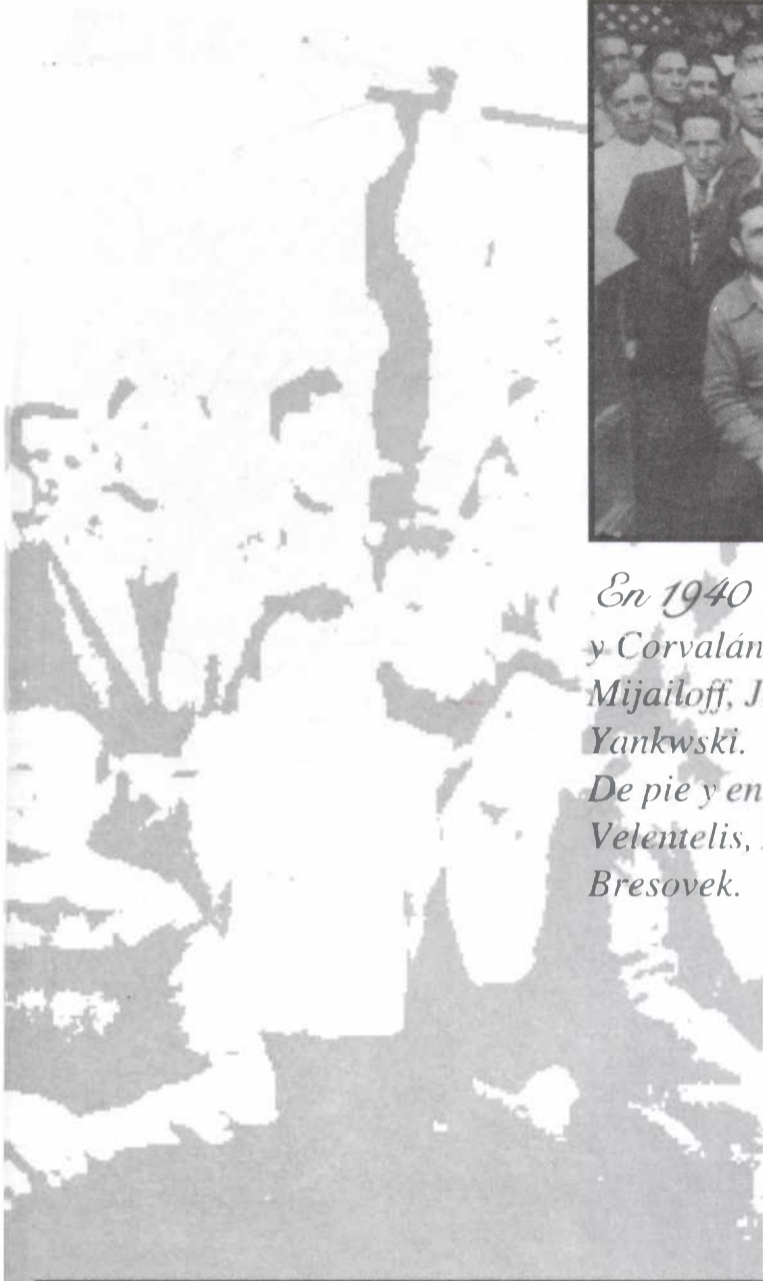 En 1940
y Corvalán
Mijailoff, J
Yankwski.
De pie y en
Velentelis,
Bresovek.